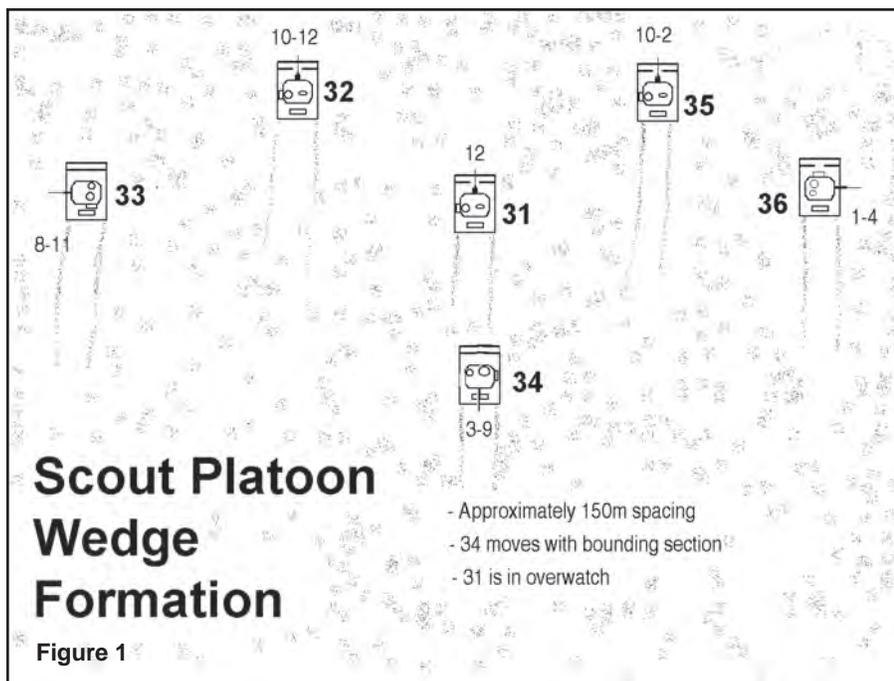 10-12
10-2
32
35
12
33
31
36
8-11
1-4
34
3-9
Scout Platoon
Wedge
Formation
- Approximately 150m spacing
- 34 moves with bounding section
- 31 is in overwatch
Figure 1